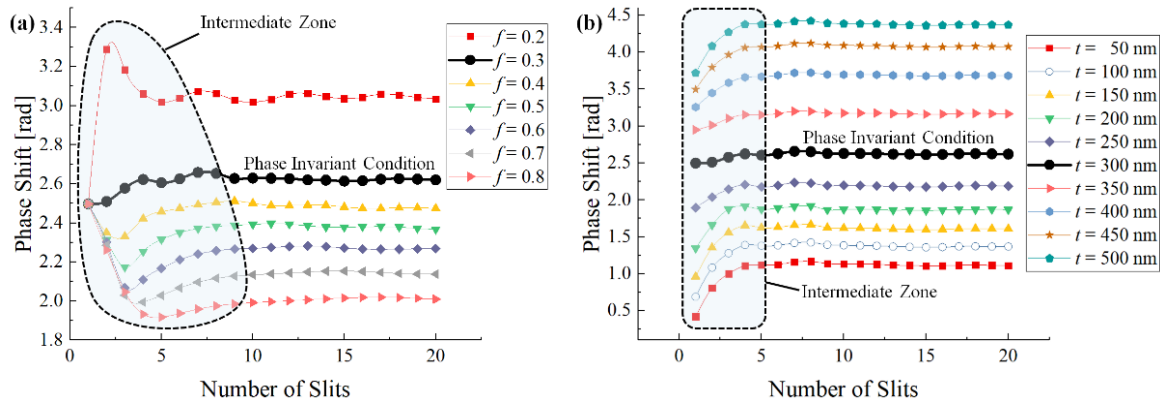 (a)
Intermediate Zone
Phase Invariant Condition
f = 0.2
f = 0.3
f = 0.4
f = 0.5
f = 0.6
f = 0.7
f = 0.8
Phase Shift [rad]
3.4
3.2
3.0
2.8
2.6
2.4
2.2
2.0
1.8
0
5
10
15
20
Number of Slits
(b)
Phase Invariant Condition
Intermediate Zone
t = 50 nm
t = 100 nm
t = 150 nm
t = 200 nm
t = 250 nm
t = 300 nm
t = 350 nm
t = 400 nm
t = 450 nm
t = 500 nm
Phase Shift [rad]
4.5
4.0
3.5
3.0
2.5
2.0
1.5
1.0
0.5
0
5
10
15
20
Number of Slits